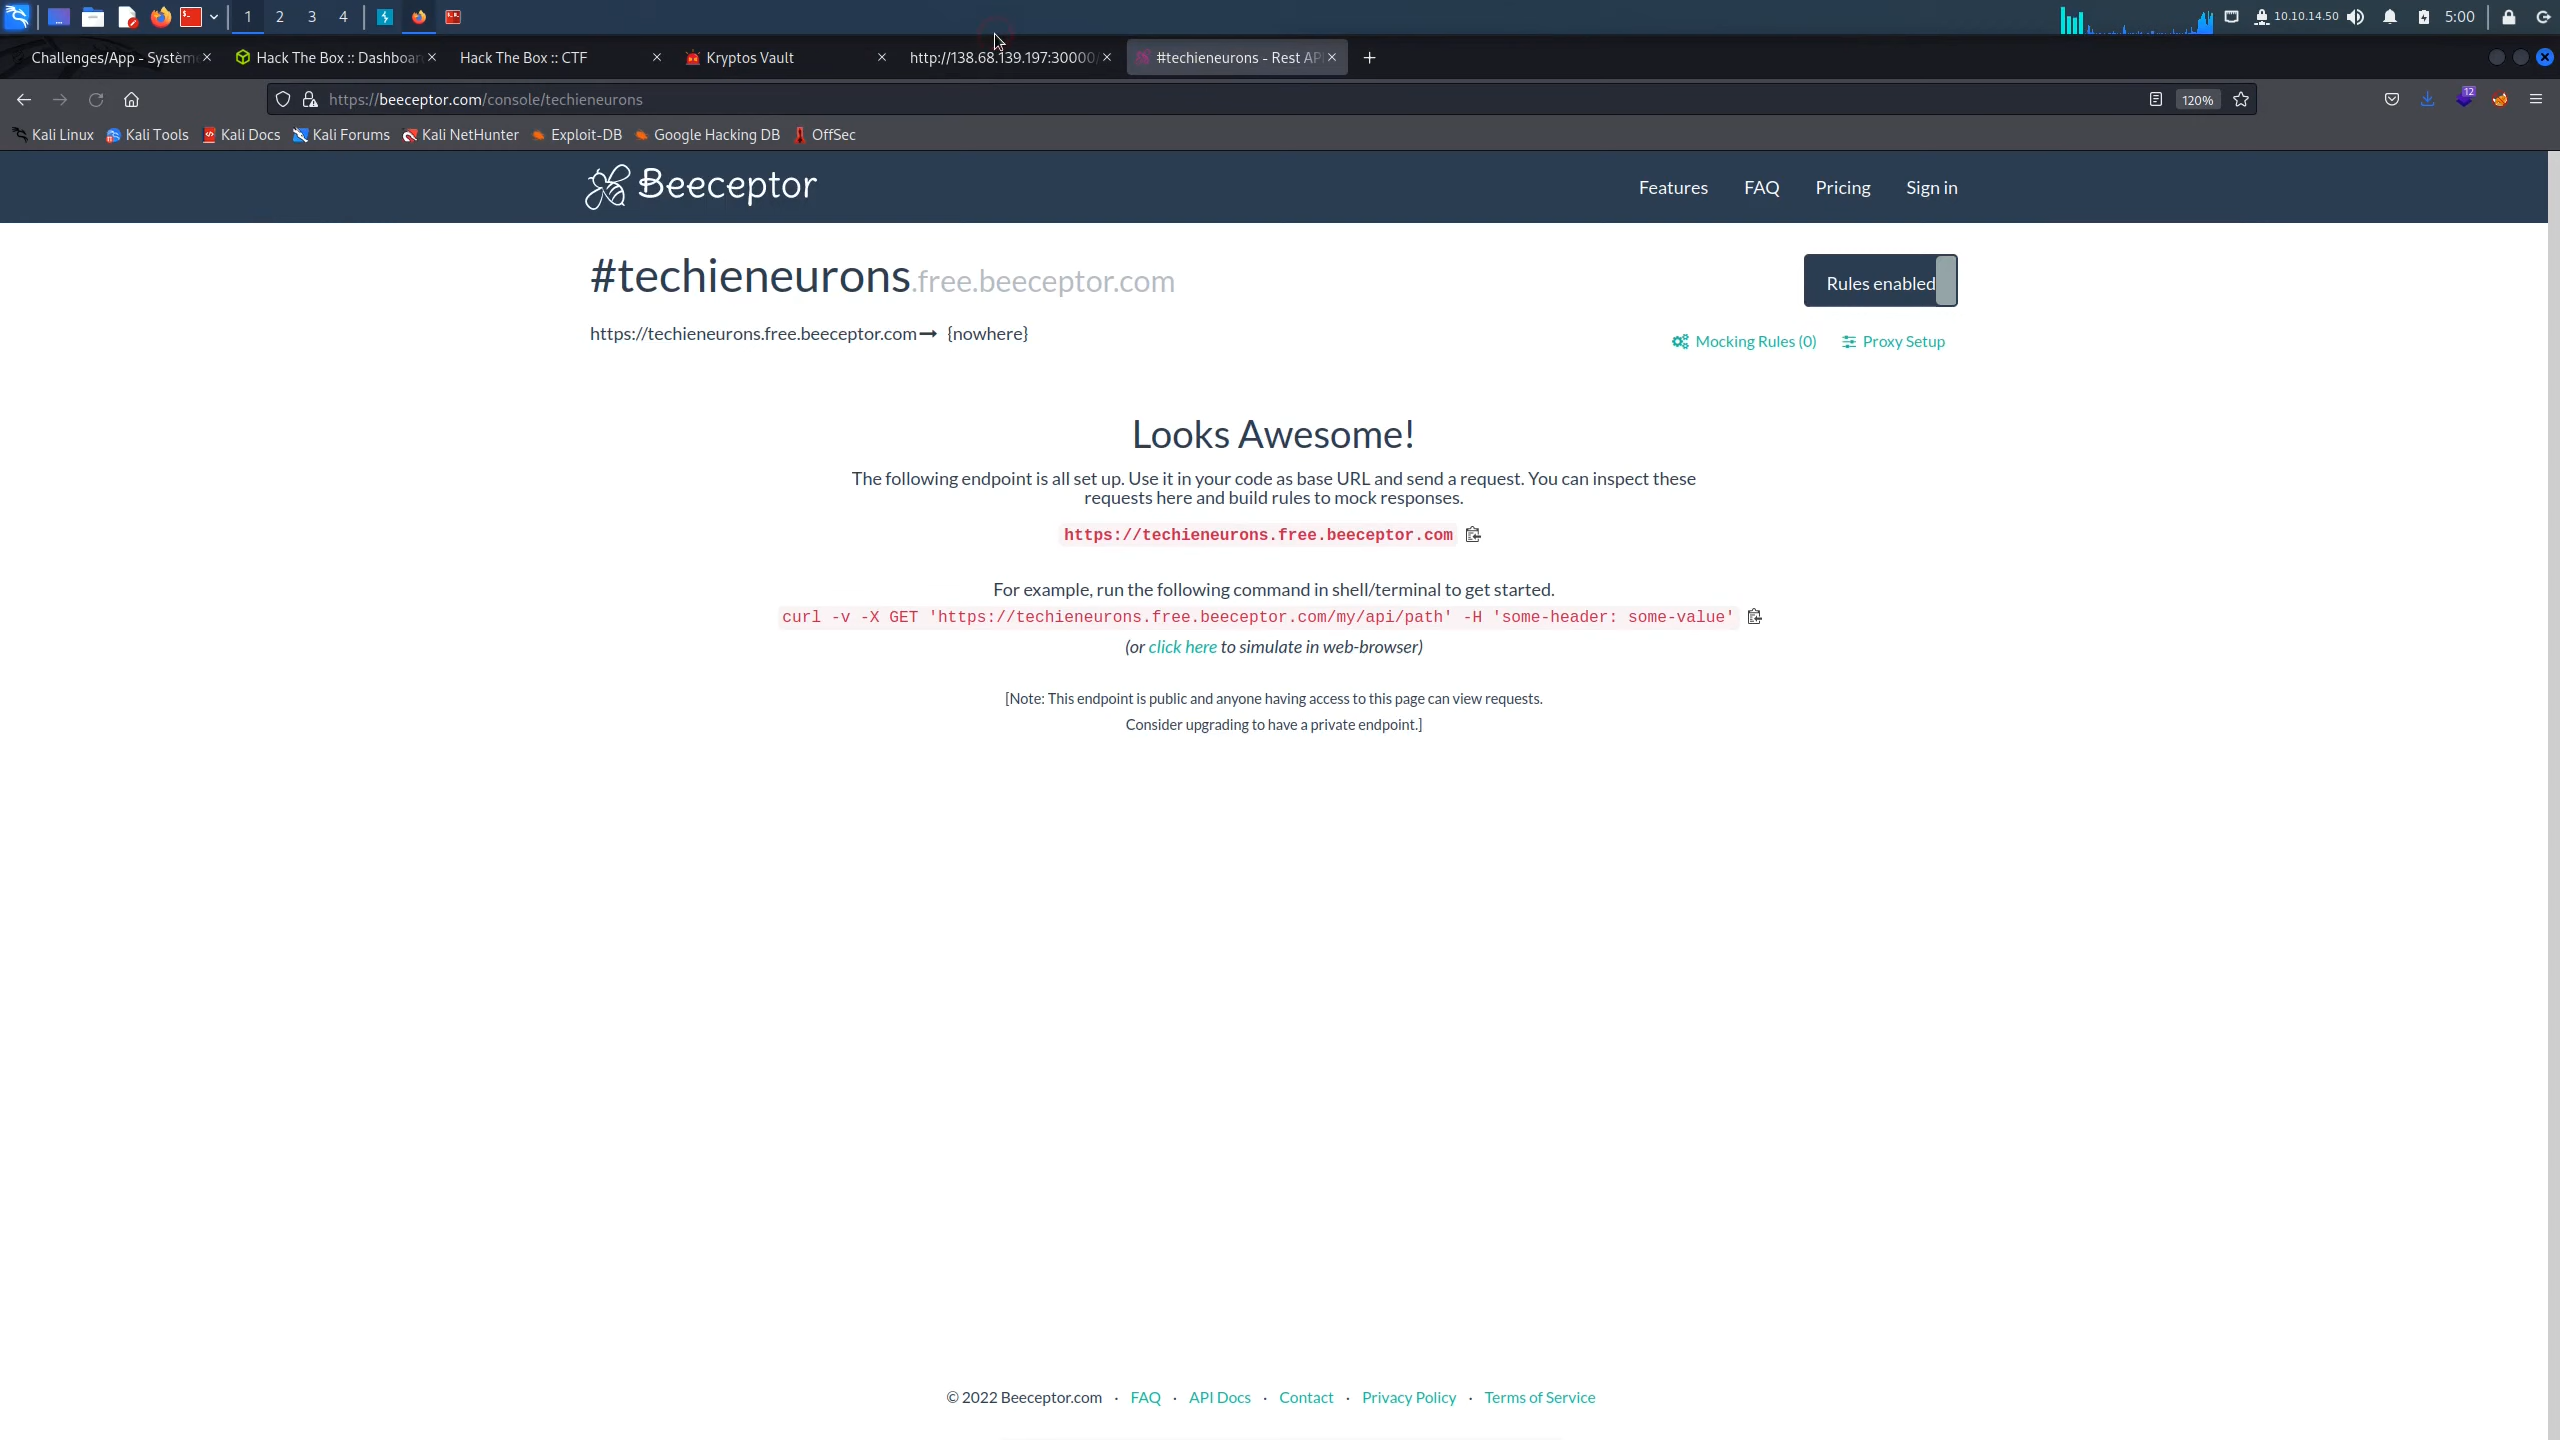 1 2 3 4 10.10.14.50 5:00
Challenges/App - Système Hack The Box :: Dashboar Hack The Box :: CTF Kryptos Vault http://138.68.139.197:30000/ #techieneurons - Rest API
https://beeceptor.com/console/techieneurons 120% 12
Kali Linux Kali Tools Kali Docs Kali Forums Kali NetHunter Exploit-DB Google Hacking DB OffSec
Beeceptor Features FAQ Pricing Sign in
#techieneurons.free.beeceptor.com Rules enabled
https://techieneurons.free.beeceptor.com {nowhere} Mocking Rules (0) Proxy Setup
Looks Awesome!
The following endpoint is all set up. Use it in your code as base URL and send a request. You can inspect these
requests here and build rules to mock responses.
https://techieneurons.free.beeceptor.com
For example, run the following command in shell/terminal to get started.
curl -v -X GET 'https://techieneurons.free.beeceptor.com/my/api/path' -H 'some-header: some-value'
(or click here to simulate in web-browser)
[Note: This endpoint is public and anyone having access to this page can view requests.
Consider upgrading to have a private endpoint.]
© 2022 Beeceptor.com · FAQ · API Docs · Contact · Privacy Policy · Terms of Service